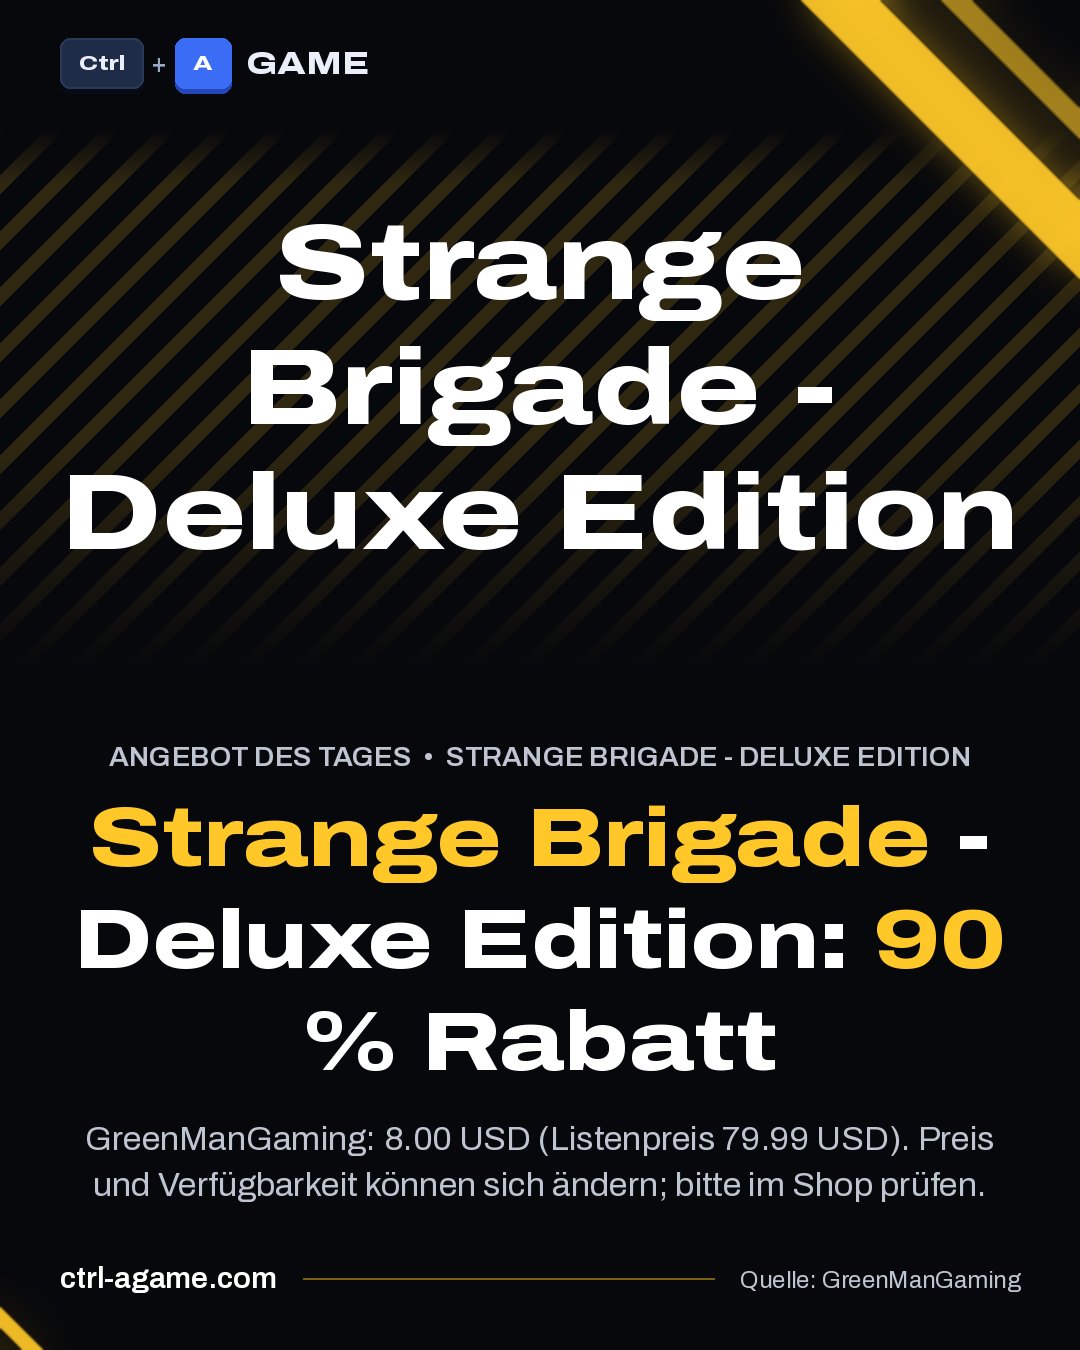 Ctrl + A GAME
Strange
Brigade -
Deluxe Edition
ANGEBOT DES TAGES • STRANGE BRIGADE - DELUXE EDITION
Strange Brigade -
Deluxe Edition: 90
% Rabatt
GreenManGaming: 8.00 USD (Listenpreis 79.99 USD). Preis
und Verfügbarkeit können sich ändern; bitte im Shop prüfen.
ctrl-agame.com
Quelle: GreenManGaming